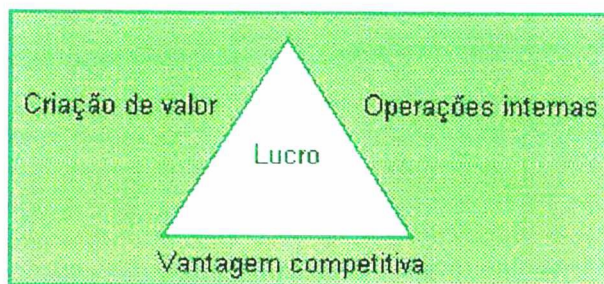 Criação de valor
Operações internas
Lucro
Vantagem competitiva